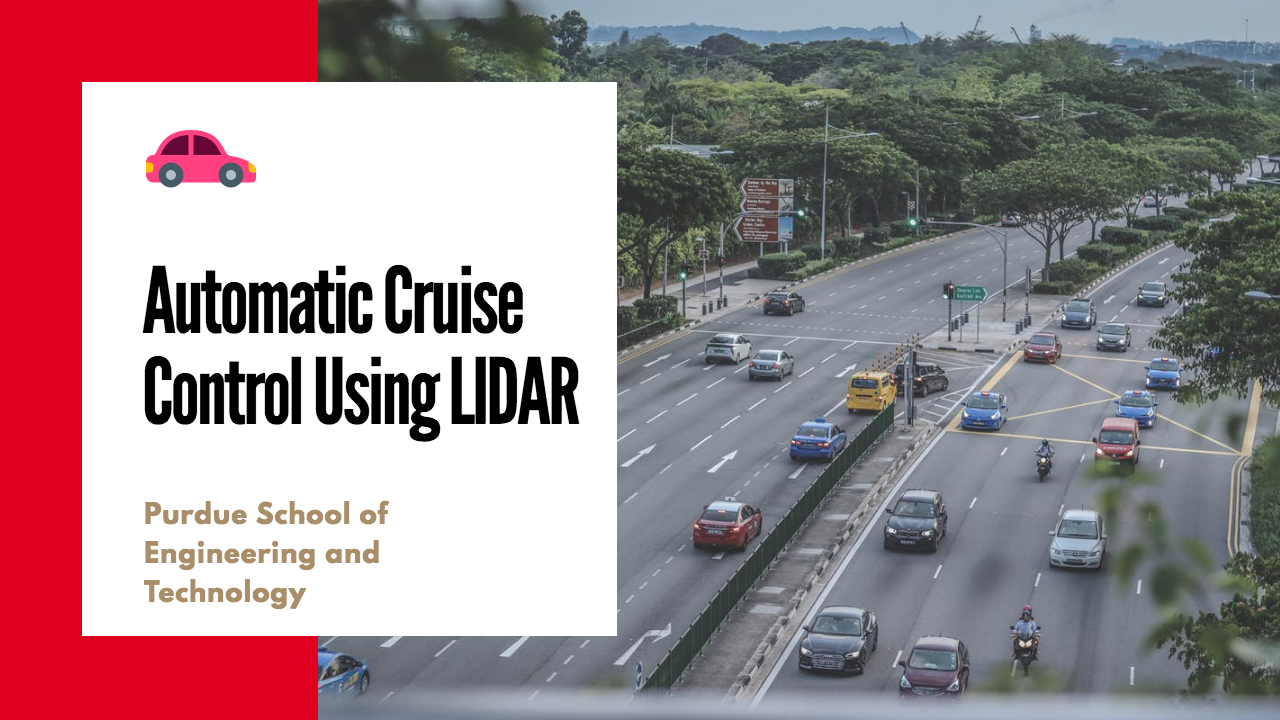 Automatic Cruise
Control Using LIDAR
Purdue School of
Engineering and
Technology